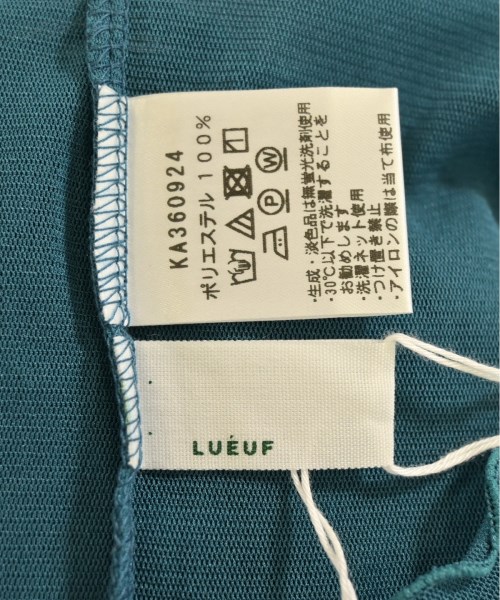 KA360924
ポリエステル 100%
・生成・淡色品は無蛍光洗剤使用
・30℃以下で洗濯することを
お勧めします
・洗濯ネット使用
・つけ置き禁止
・アイロンの際は当て布使用
LUÉUF